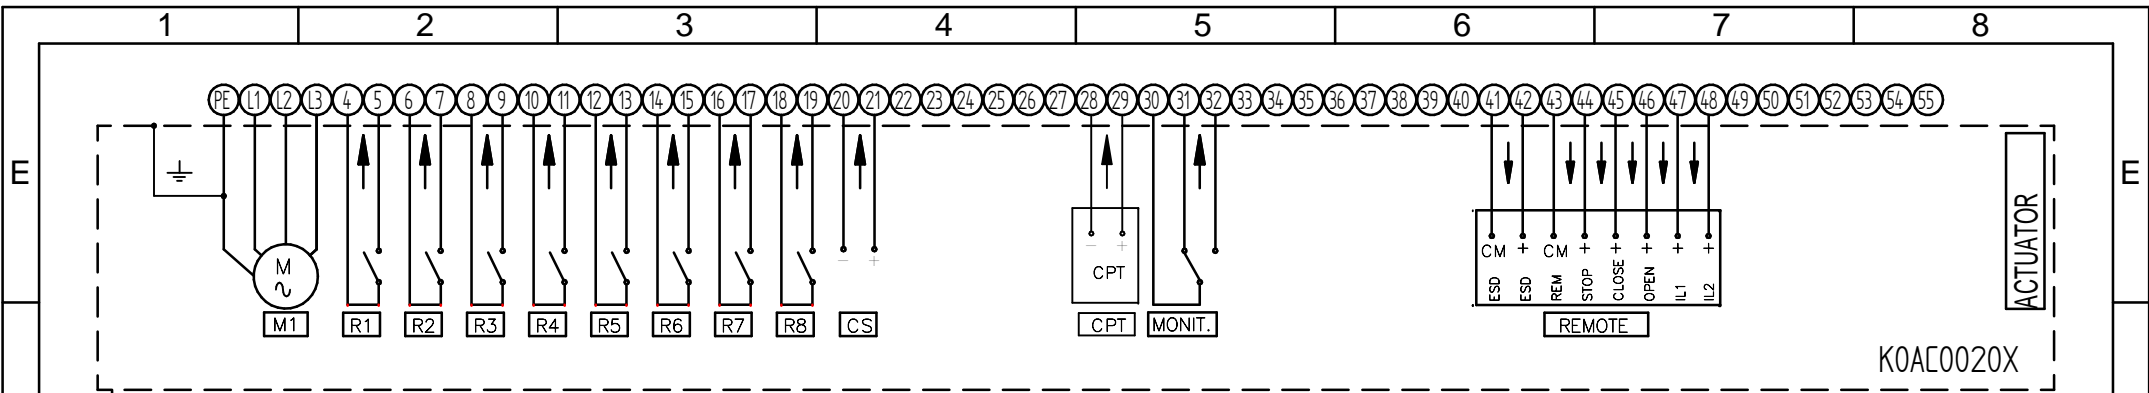 1 2 3 4 5 6 7 8
PE L1 L2 L3 4 5 6 7 8 9 10 11 12 13 14 15 16 17 18 19 20 21 22 23 24 25 26 27 28 29 30 31 32 33 34 35 36 37 38 39 40 41 42 43 44 45 46 47 48 49 50 51 52 53 54 55
E E
ACTUATOR
M
∿
- +
- +
CPT
CM + CM + + + + +
ESD ESD REM STOP CLOSE OPEN IL1 IL2
M1 R1 R2 R3 R4 R5 R6 R7 R8 CS CPT MONIT. REMOTE
K0AE0020X